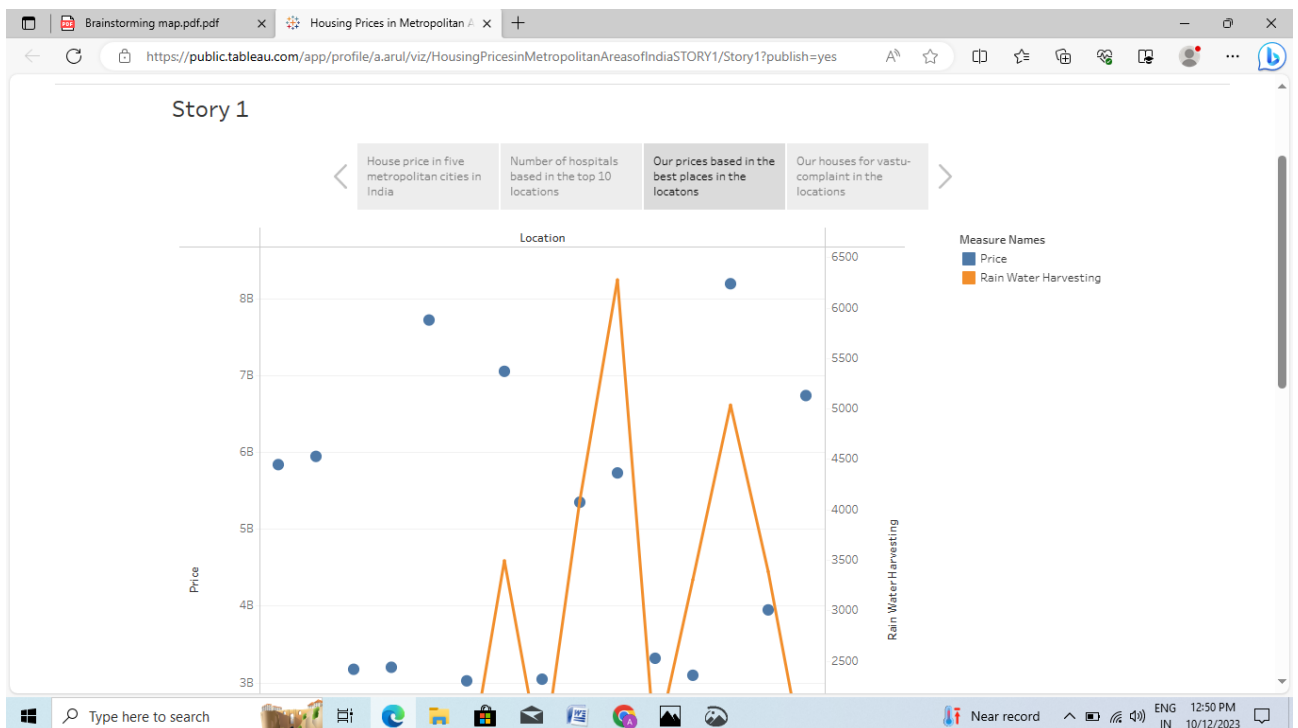 Brainstorming map.pdf.pdf
Housing Prices in Metropolitan A
https://public.tableau.com/app/profile/a.arul/viz/HousingPricesinMetropolitanAreasofIndiaSTORY1/Story1?publish=yes
Story 1
House price in five
metropolitan cities in
India
Number of hospitals
based in the top 10
locations
Our prices based in the
best places in the
locatons
Our houses for vastu-
complaint in the
locations
Location
Measure Names
Price
Rain Water Harvesting
8B
7B
6B
5B
4B
3B
Price
6500
6000
5500
5000
4500
4000
3500
3000
2500
Rain Water Harvesting
Type here to search
Near record
ENG
IN
12:50 PM
10/12/2023